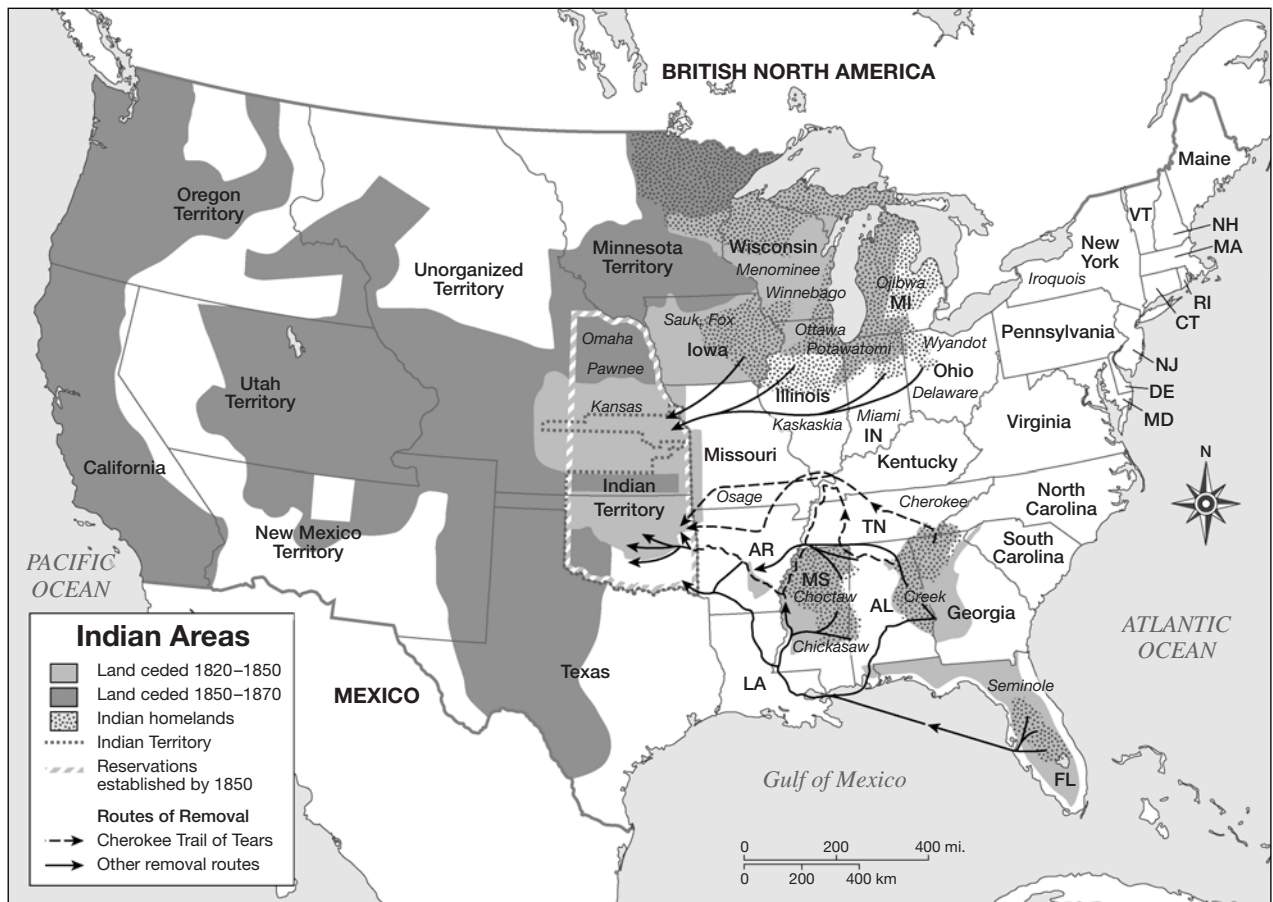 BRITISH NORTH AMERICA
Maine
VT
NH
MA
New
York
Iroquois
RI
CT
Pennsylvania
NJ
DE
MD
Oregon
Territory
Unorganized
Territory
Minnesota
Territory
Wisconsin
Menominee
Winnebago
Ojibwa
MI
Sauk, Fox
Iowa
Ottawa
Potawatomi
Wyandot
Ohio
Delaware
Omaha
Pawnee
Kansas
Illinois
Kaskaskia
Miami
IN
Virginia
Utah
Territory
California
Missouri
Kentucky
Indian
Territory
Osage
Cherokee
North
Carolina
N
New Mexico
Territory
TN
South
Carolina
AR
MS
Choctaw
AL
Creek
Georgia
Chickasaw
PACIFIC
OCEAN
ATLANTIC
OCEAN
Texas
LA
MEXICO
Seminole
FL
Gulf of Mexico
Indian Areas
Land ceded 1820–1850
Land ceded 1850–1870
Indian homelands
Indian Territory
Reservations
established by 1850
Routes of Removal
Cherokee Trail of Tears
Other removal routes
0 200 400 mi.
0 200 400 km